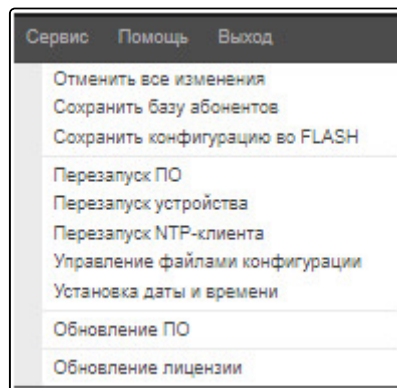 Сервис Помощь Выход
Отменить все изменения
Сохранить базу абонентов
Сохранить конфигурацию во FLASH
Перезапуск ПО
Перезапуск устройства
Перезапуск NTP-клиента
Управление файлами конфигурации
Установка даты и времени
Обновление ПО
Обновление лицензии